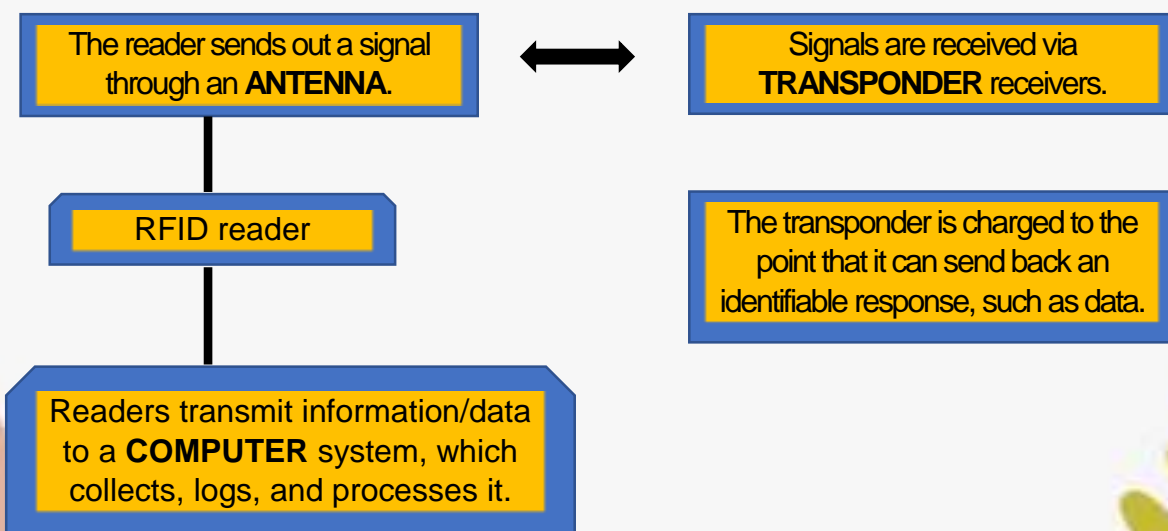 The reader sends out a signal
through an ANTENNA.
Signals are received via
TRANSPONDER receivers.
RFID reader
The transponder is charged to the
point that it can send back an
identifiable response, such as data.
Readers transmit information/data
to a COMPUTER system, which
collects, logs, and processes it.